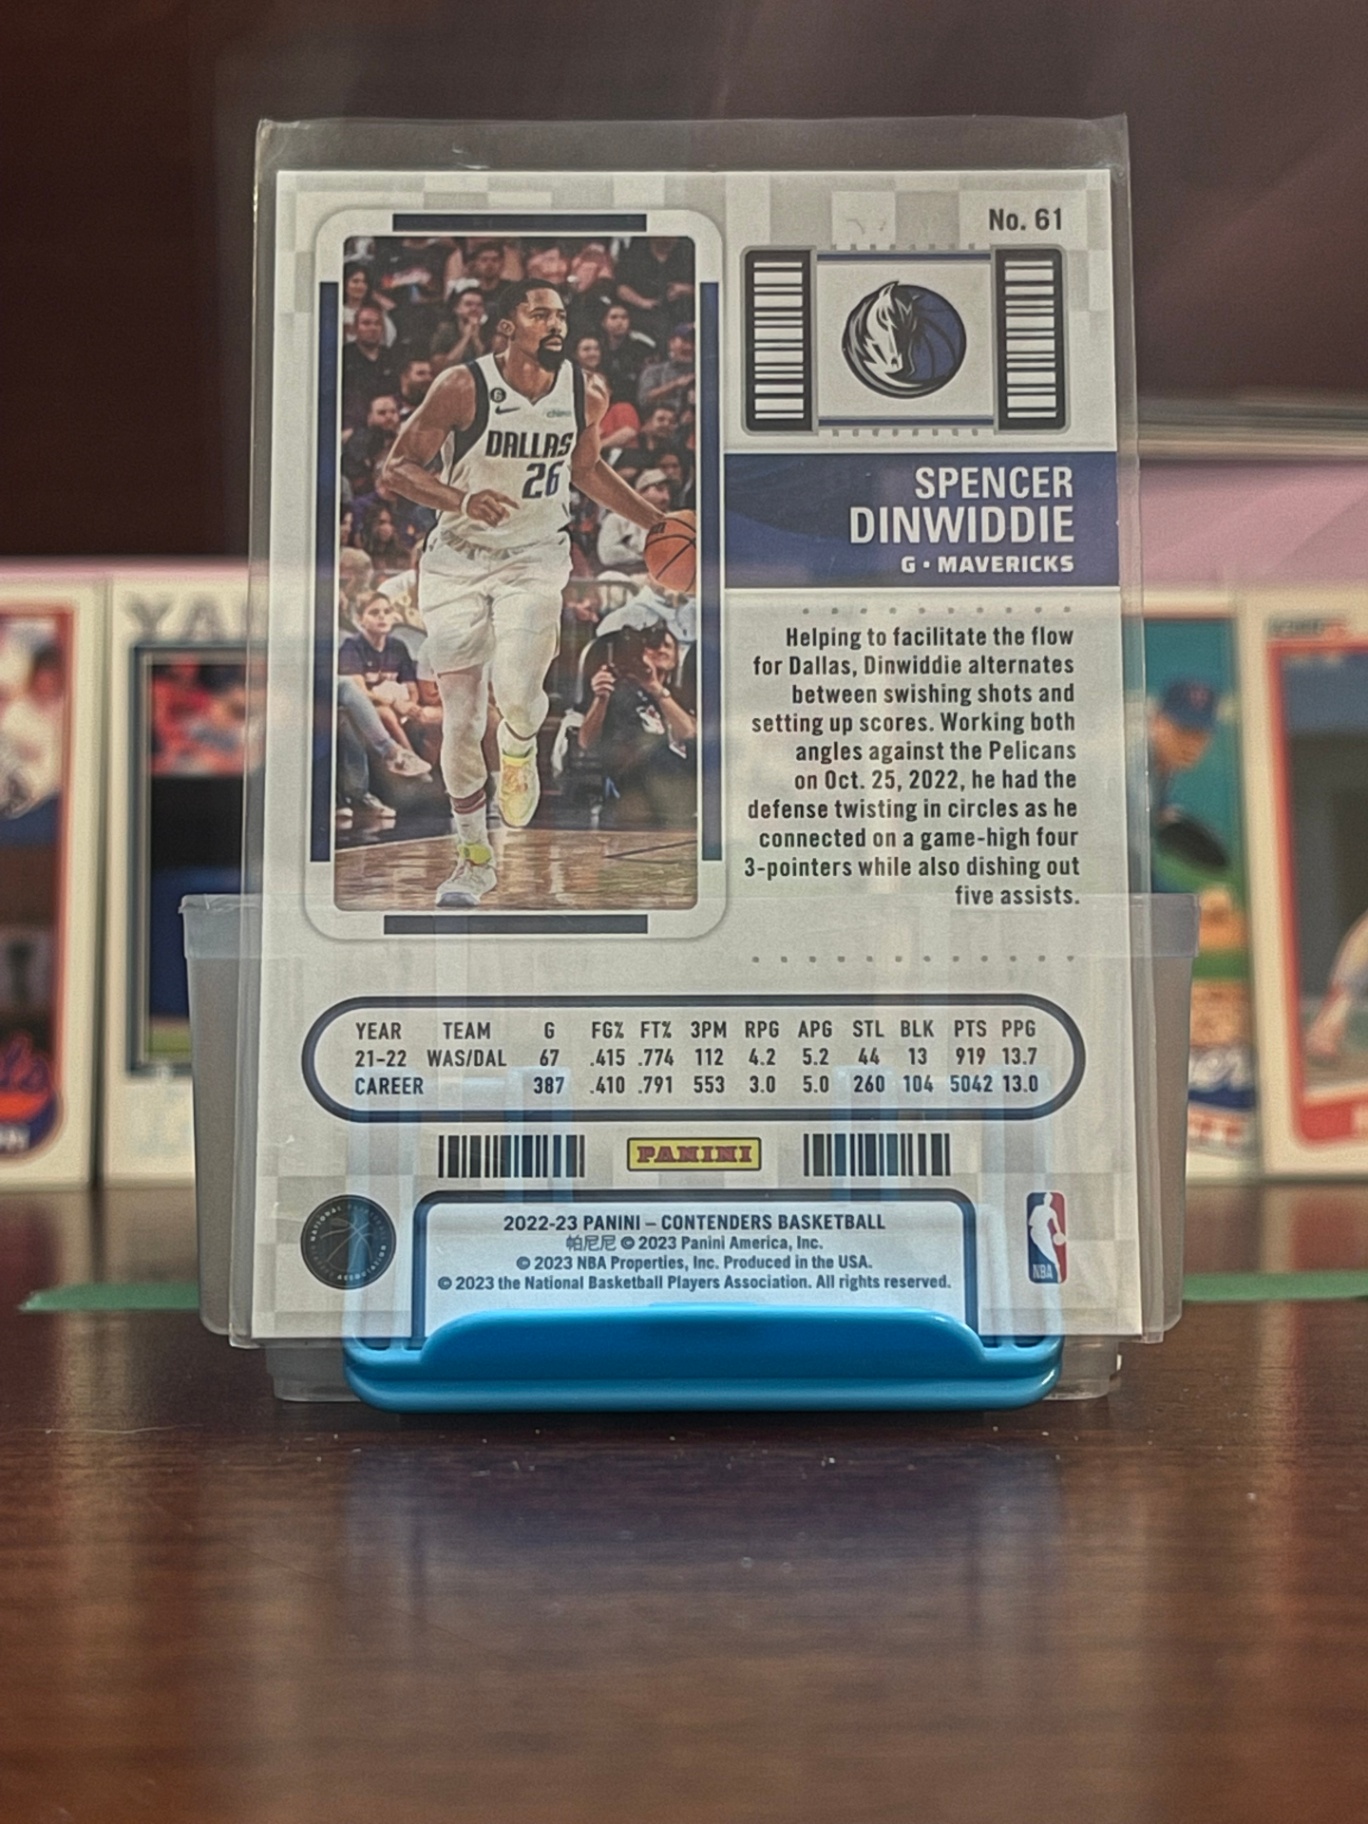 No. 61
DALLAS
26
SPENCER
DINWIDDIE
G • MAVERICKS
Helping to facilitate the flow
for Dallas, Dinwiddie alternates
between swishing shots and
setting up scores. Working both
angles against the Pelicans
on Oct. 25, 2022, he had the
defense twisting in circles as he
connected on a game-high four
3-pointers while also dishing out
five assists.
YEAR TEAM G FG% FT% 3PM RPG APG STL BLK PTS PPG
21-22 WAS/DAL 67 .415 .774 112 4.2 5.2 44 13 919 13.7
CAREER 387 .410 .791 553 3.0 5.0 260 104 5042 13.0
PANINI
2022-23 PANINI – CONTENDERS BASKETBALL
帕尼尼 © 2023 Panini America, Inc.
© 2023 NBA Properties, Inc. Produced in the USA.
© 2023 the National Basketball Players Association. All rights reserved.
NBA